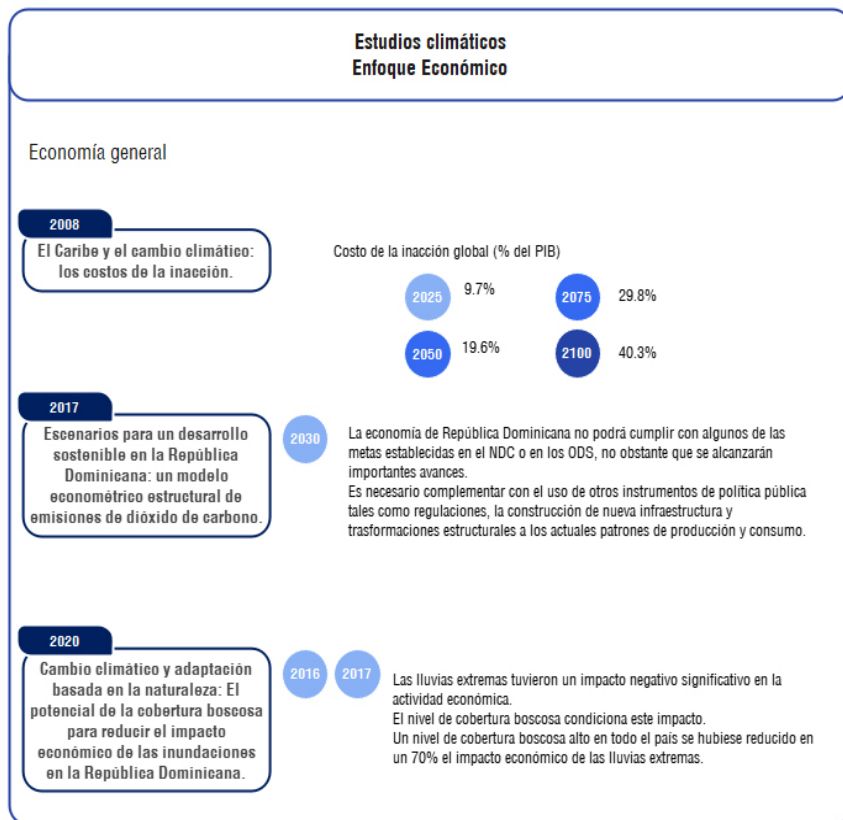 Estudios climáticos
Enfoque Económico
Economía general
2008
El Caribe y el cambio climático:
los costos de la inacción.
Costo de la inacción global (% del PIB)
2025 9.7% 2075 29.8%
2050 19.6% 2100 40.3%
2017
Escenarios para un desarrollo
sostenible en la República
Dominicana: un modelo
econométrico estructural de
emisiones de dióxido de carbono.
2030
La economía de República Dominicana no podrá cumplir con algunos de las
metas establecidas en el NDC o en los ODS, no obstante que se alcanzarán
importantes avances.
Es necesario complementar con el uso de otros instrumentos de política pública
tales como regulaciones, la construcción de nueva infraestructura y
trasformaciones estructurales a los actuales patrones de producción y consumo.
2020
Cambio climático y adaptación
basada en la naturaleza: El
potencial de la cobertura boscosa
para reducir el impacto
económico de las inundaciones
en la República Dominicana.
2016 2017
Las lluvias extremas tuvieron un impacto negativo significativo en la
actividad económica.
El nivel de cobertura boscosa condiciona este impacto.
Un nivel de cobertura boscosa alto en todo el país se hubiese reducido en
un 70% el impacto económico de las lluvias extremas.